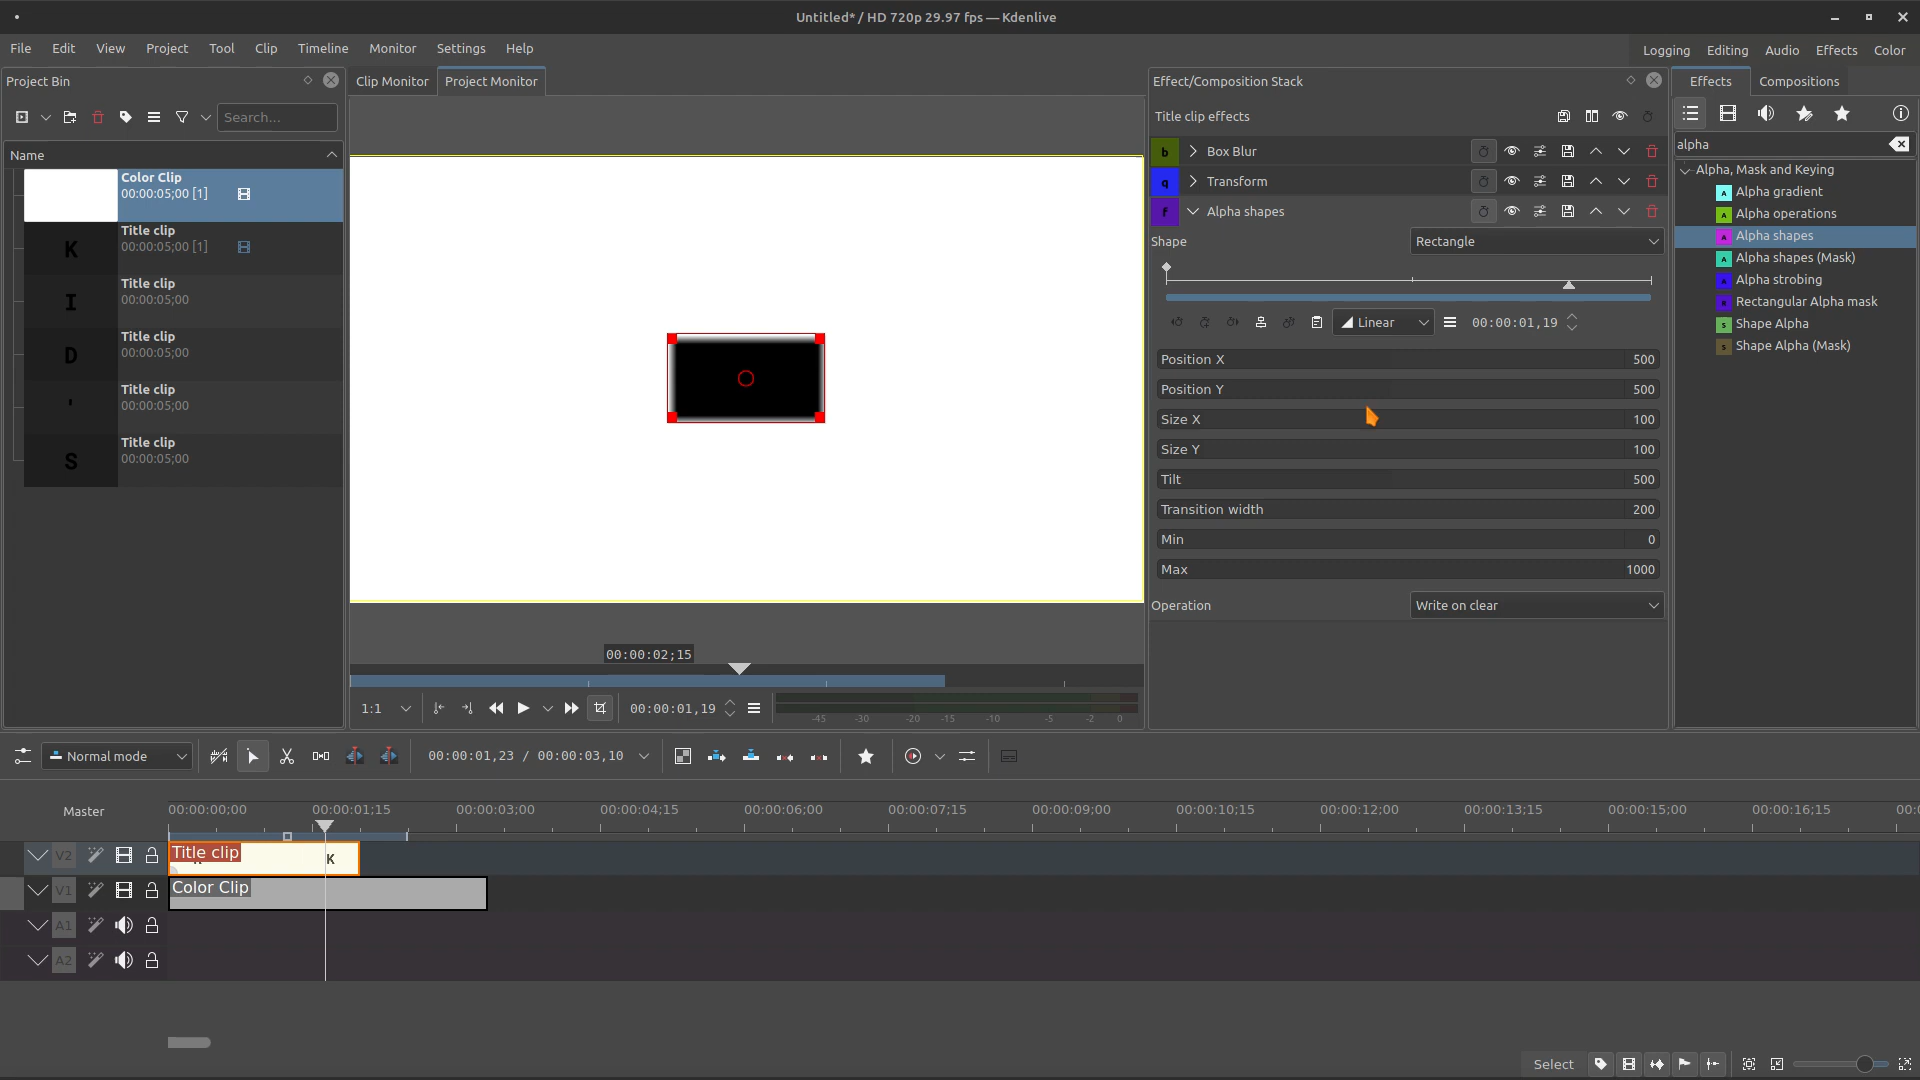 Untitled* / HD 720p 29.97 fps — Kdenlive
File Edit View Project Tool Clip Timeline Monitor Settings Help
Logging Editing Audio Effects Color
Project Bin
Search...
Name
Color Clip
00:00:05;00 [1]
K
Title clip
00:00:05;00 [1]
I
Title clip
00:00:05;00
D
Title clip
00:00:05;00
'
Title clip
00:00:05;00
S
Title clip
00:00:05;00
Clip Monitor Project Monitor
00:00:02;15
1:1
00:00:01,19
-45 -30 -20 -15 -10 -5 -2 0
Effect/Composition Stack
Title clip effects
b Box Blur
q Transform
f Alpha shapes
Shape Rectangle
Linear 00:00:01,19
Position X 500
Position Y 500
Size X 100
Size Y 100
Tilt 500
Transition width 200
Min 0
Max 1000
Operation Write on clear
Effects Compositions
alpha
Alpha, Mask and Keying
A Alpha gradient
A Alpha operations
A Alpha shapes
A Alpha shapes (Mask)
A Alpha strobing
R Rectangular Alpha mask
S Shape Alpha
S Shape Alpha (Mask)
Normal mode
00:00:01,23 / 00:00:03,10
Master
00:00:00;00 00:00:01;15 00:00:03;00 00:00:04;15 00:00:06;00 00:00:07;15 00:00:09;00 00:00:10;15 00:00:12;00 00:00:13;15 00:00:15;00 00:00:16;15 00:0
V2 Title clip K
V1 Color Clip
A1
A2
Select